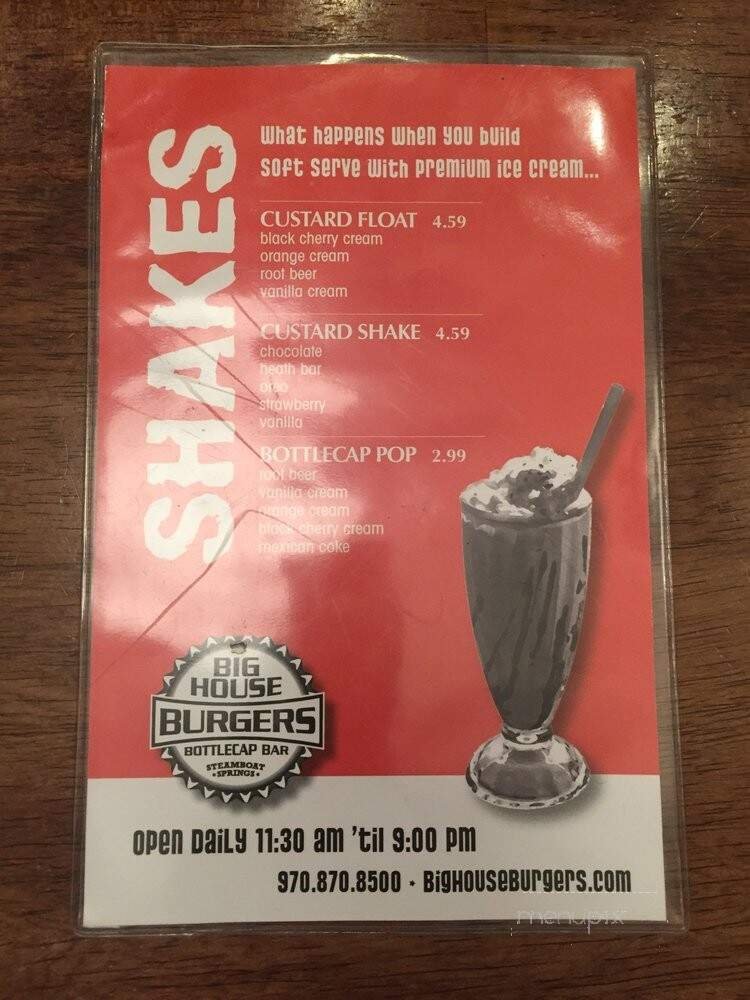 SHAKES
What happens when you build
soft serve with premium ice cream...
CUSTARD FLOAT 4.59
black cherry cream
orange cream
root beer
vanilla cream
CUSTARD SHAKE 4.59
chocolate
heath bar
oreo
strawberry
vanilla
BOTTLECAP POP 2.99
root beer
vanilla cream
orange cream
black cherry cream
mexican coke
BIG
HOUSE
BURGERS
BOTTLECAP BAR
STEAMBOAT
•SPRINGS•
OPEN DAILY 11:30 AM 'til 9:00 PM
970.870.8500 • BigHouseBurgers.com
menupix